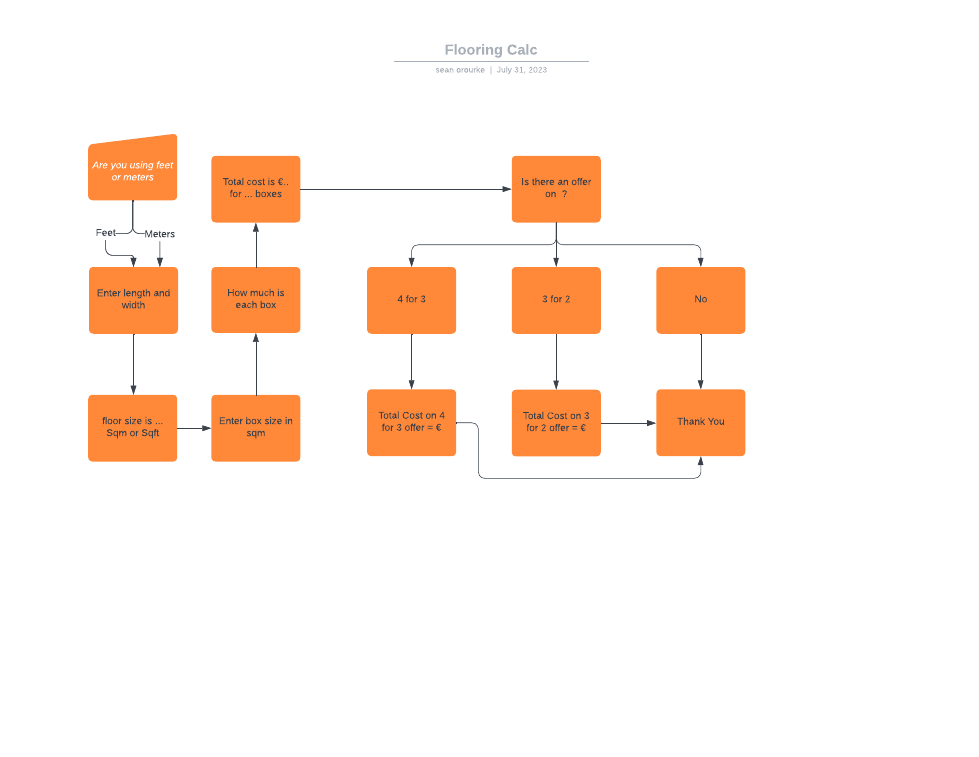 Flooring Calc
sean orourke | July 31, 2023
Are you using feet
or meters
Feet
Meters
Enter length and
width
floor size is ...
Sqm or Sqft
Enter box size in
sqm
How much is
each box
Total cost is €..
for ... boxes
Is there an offer
on ?
4 for 3
3 for 2
No
Total Cost on 4
for 3 offer = €
Total Cost on 3
for 2 offer = €
Thank You